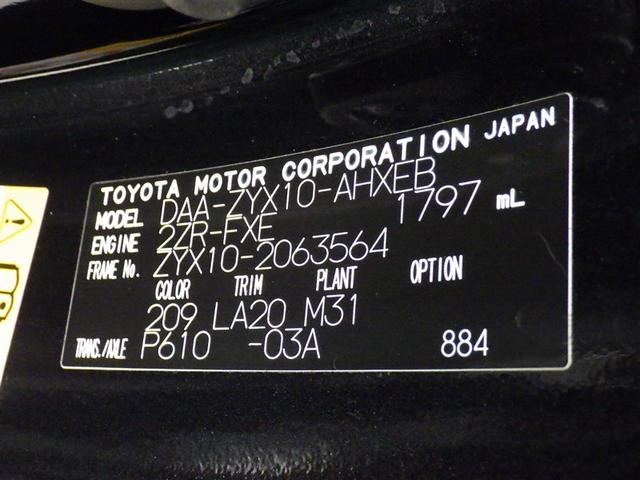 TOYOTA MOTOR CORPORATION JAPAN
MODEL DAA-ZYX10-AHXEB
ENGINE 2ZR-FXE 1797 mL
FRAME No. ZYX10-2063564
COLOR TRIM PLANT OPTION
209 LA20 M31
TRANS./AXLE P610 -03A 884